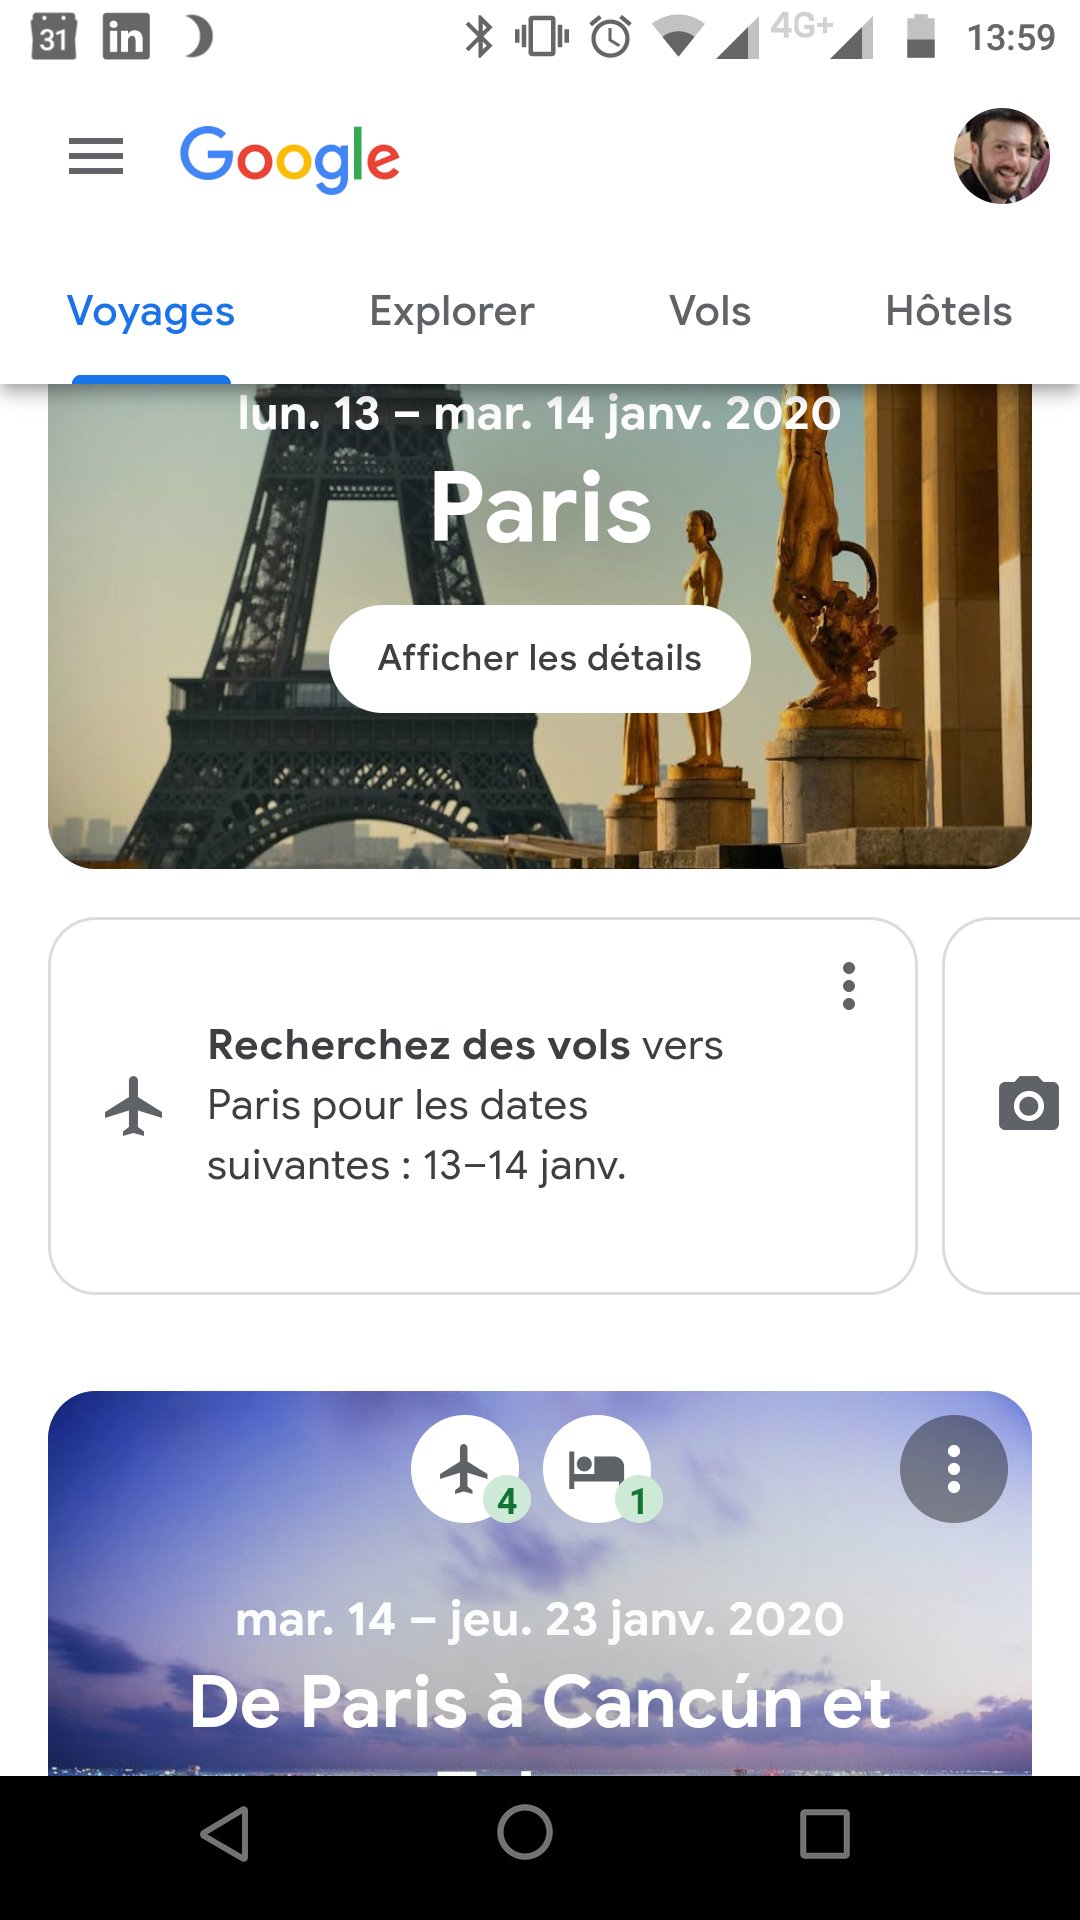 31 in 4G+ 13:59
Google
Voyages Explorer Vols Hôtels
lun. 13 – mar. 14 janv. 2020
Paris
Afficher les détails
Recherchez des vols vers
Paris pour les dates
suivantes : 13–14 janv.
4 1
mar. 14 – jeu. 23 janv. 2020
De Paris à Cancún et